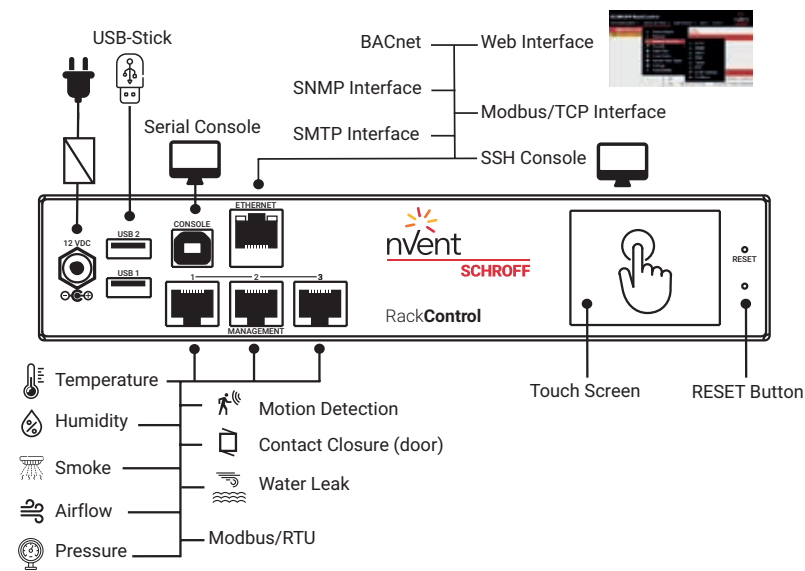 USB-Stick
BACnet
Web Interface
SNMP Interface
Modbus/TCP Interface
Serial Console
SMTP Interface
SSH Console
ETHERNET
CONSOLE
12 VDC
USB 2
USB 1
1
2
3
MANAGEMENT
nvent
SCHROFF
RackControl
RESET
Temperature
Humidity
Smoke
Airflow
Pressure
Motion Detection
Contact Closure (door)
Water Leak
Modbus/RTU
Touch Screen
RESET Button